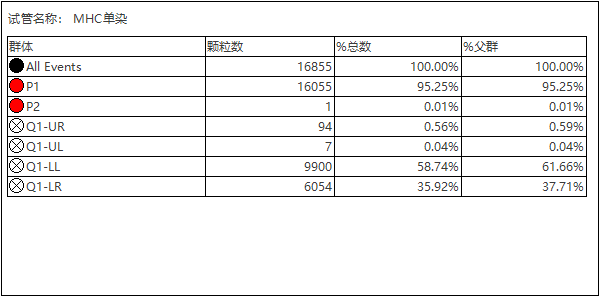 试管名称： MHC单染
群体 颗粒数 %总数 %父群
All Events 16855 100.00% 100.00%
P1 16055 95.25% 95.25%
P2 1 0.01% 0.01%
Q1-UR 94 0.56% 0.59%
Q1-UL 7 0.04% 0.04%
Q1-LL 9900 58.74% 61.66%
Q1-LR 6054 35.92% 37.71%